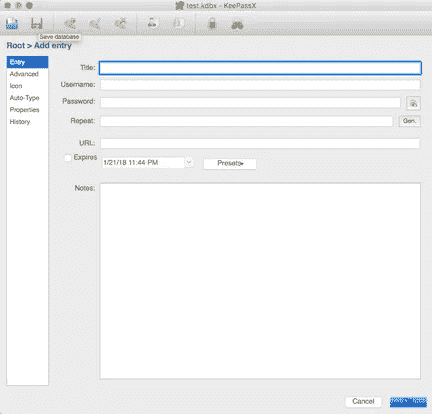 test.kdbx - KeePassX
Save database
Root > Add entry
Entry
Advanced
Icon
Auto-Type
Properties
History
Title:
Username:
Password:
Repeat:
Gen.
URL:
Expires
1/21/18 11:44 PM
Presets
Notes:
Cancel